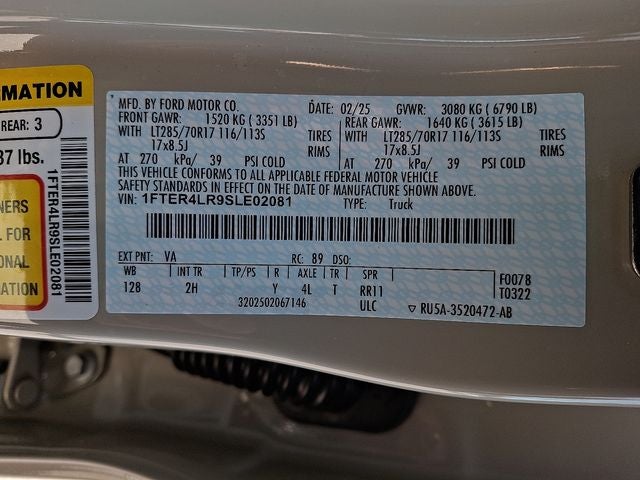 MATION
REAR: 3
37 lbs.
NERS
L FOR
ONAL
ATION
1FTER4LR9SLE02081
MFD. BY FORD MOTOR CO. DATE: 02/25 GVWR: 3080 KG ( 6790 LB)
FRONT GAWR: 1520 KG ( 3351 LB) REAR GAWR: 1640 KG ( 3615 LB)
WITH LT285/70R17 116/113S TIRES WITH LT285/70R17 116/113S TIRES
17x8.5J RIMS 17x8.5J RIMS
AT 270 kPa/ 39 PSI COLD AT 270 kPa/ 39 PSI COLD
THIS VEHICLE CONFORMS TO ALL APPLICABLE FEDERAL MOTOR VEHICLE
SAFETY STANDARDS IN EFFECT ON THE DATE OF MANUFACTURE SHOWN ABOVE.
VIN: 1FTER4LR9SLE02081 TYPE: Truck
EXT PNT: VA RC: 89 DSO:
WB INT TR TP/PS R AXLE TR SPR F0078
128 2H Y 4L T RR11 T0322
3202502067146 ULC ▽ RU5A-3520472-AB